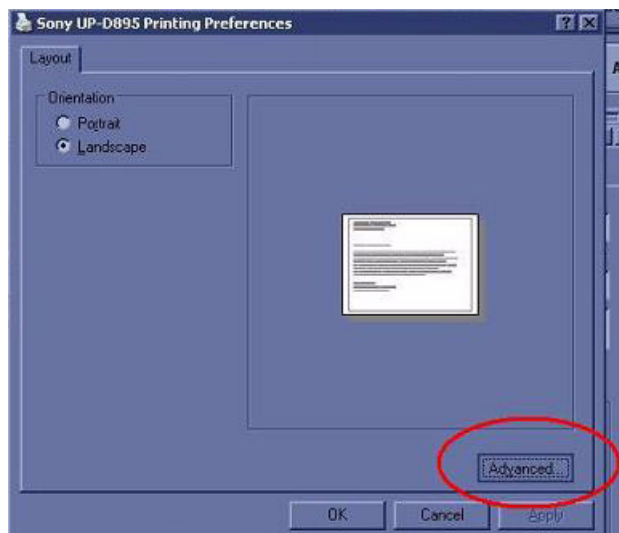 Sony UP-D895 Printing Preferences
Layout
Orientation
Portrait
Landscape
Advanced...
OK
Cancel
Apply